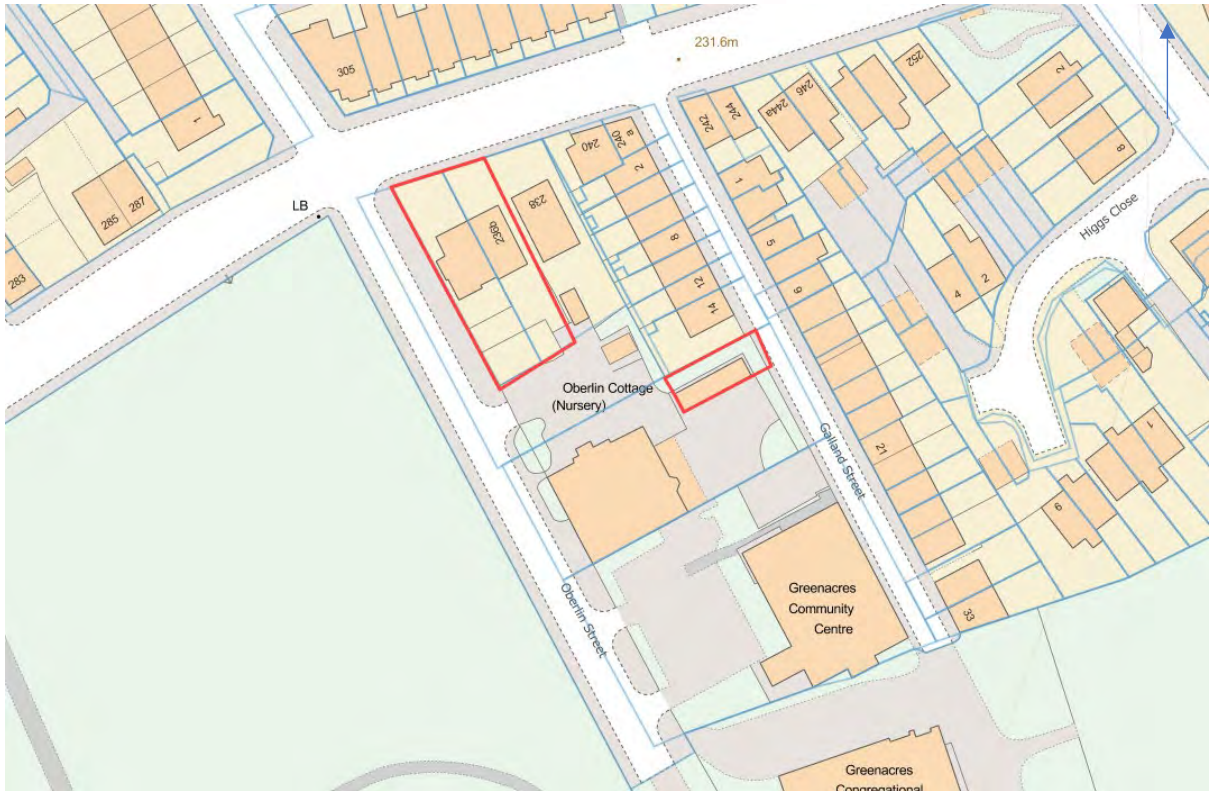 231.6m
305
1
285
287
283
LB
236b
238
240
240
a
2
8
12
14
242
244
244a
246
252
2
8
1
5
9
21
33
4
2
Higgs Close
1
6
Oberlin Cottage
(Nursery)
Galland Street
Oberlin Street
Greenacres
Community
Centre
Greenacres
Congregational